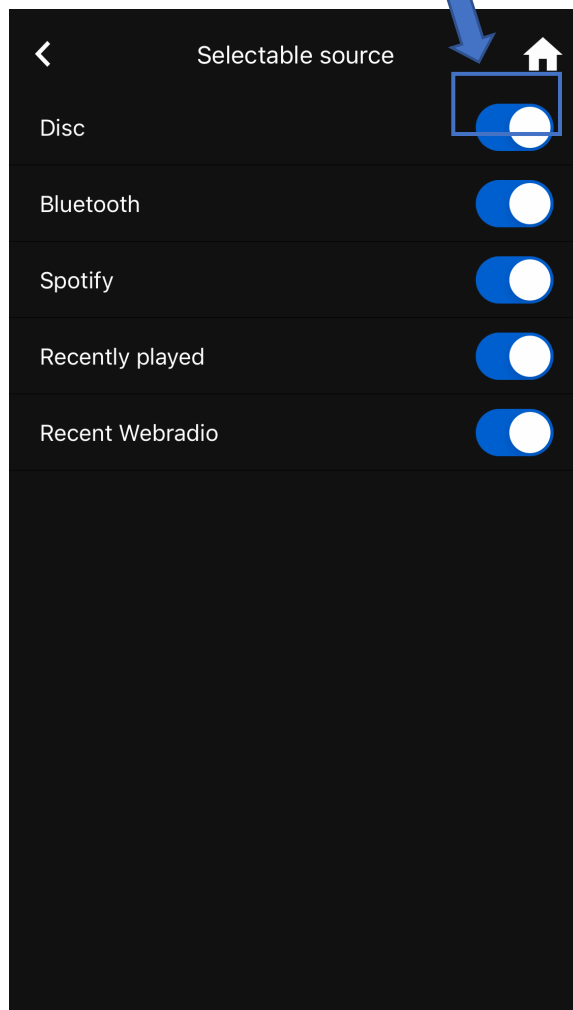 Selectable source
Disc
Bluetooth
Spotify
Recently played
Recent Webradio